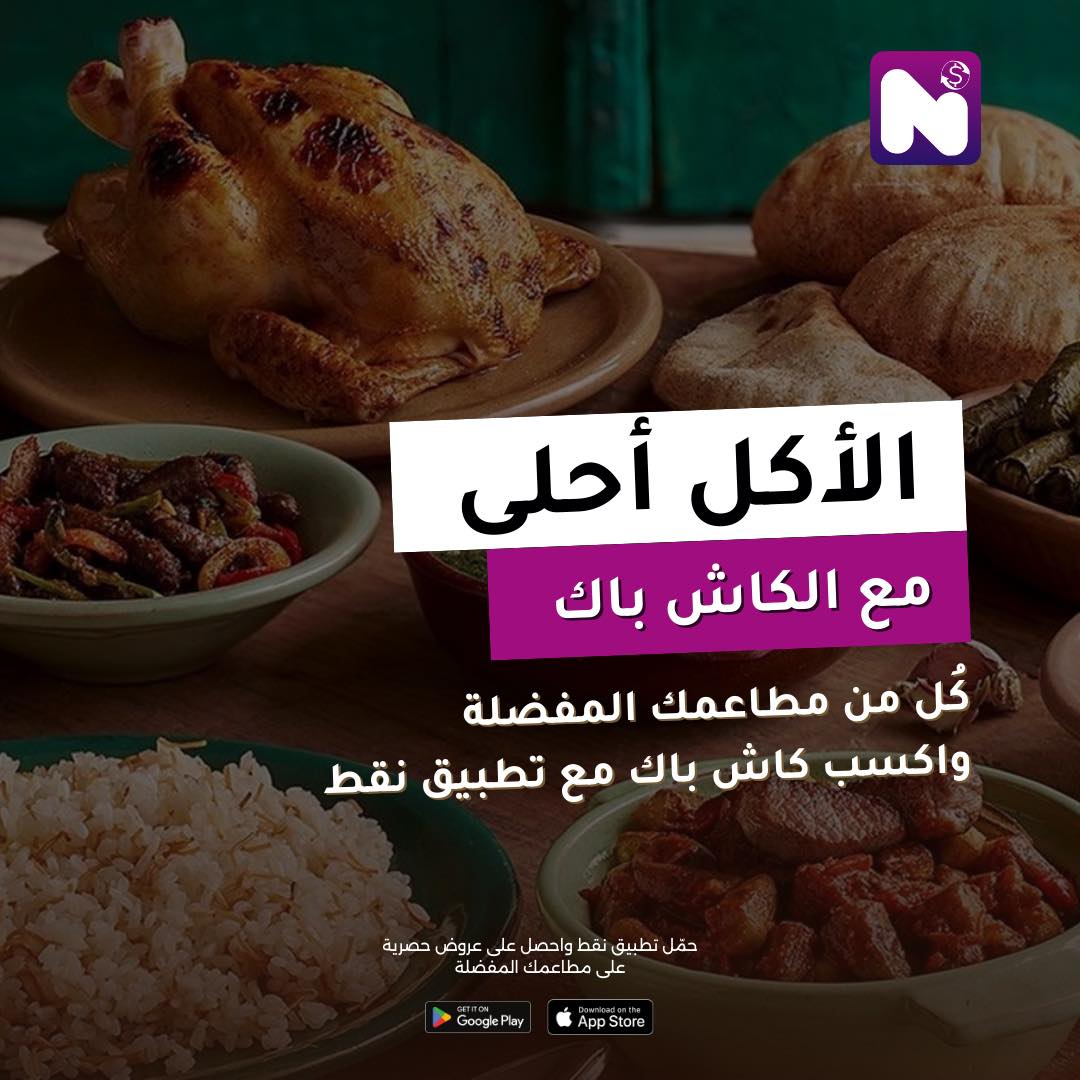 N
الأكل أحلى
مع الكاش باك
كُل من مطاعمك المفضلة
واكسب كاش باك مع تطبيق نقط
حمّل تطبيق نقط واحصل على عروض حصرية
على مطاعمك المفضلة
GET IT ON
Google Play
Download on the
App Store